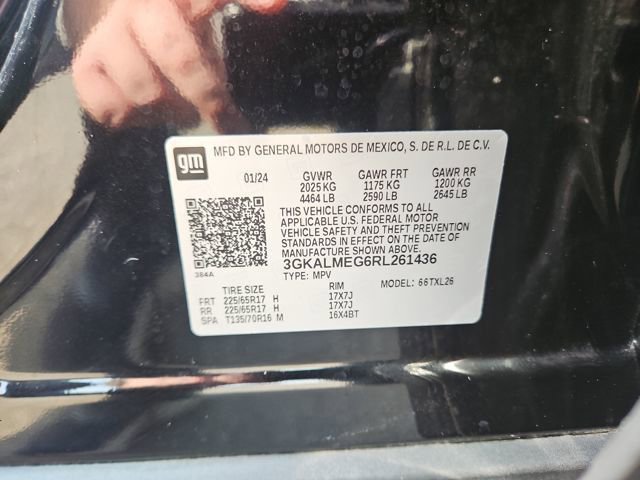 gm MFD BY GENERAL MOTORS DE MEXICO, S. DE R.L. DE C.V.
01/24 GVWR GAWR FRT GAWR RR
2025 KG 1175 KG 1200 KG
4464 LB 2590 LB 2645 LB
THIS VEHICLE CONFORMS TO ALL
APPLICABLE U.S. FEDERAL MOTOR
VEHICLE SAFETY AND THEFT PREVENTION
STANDARDS IN EFFECT ON THE DATE OF
MANUFACTURE SHOWN ABOVE.
3GKALMEG6RL261436
384A
TYPE: MPV MODEL: 66TXL26
TIRE SIZE RIM
FRT 225/65R17 H 17X7J
RR 225/65R17 H 17X7J
SPA T135/70R16 M 16X4BT